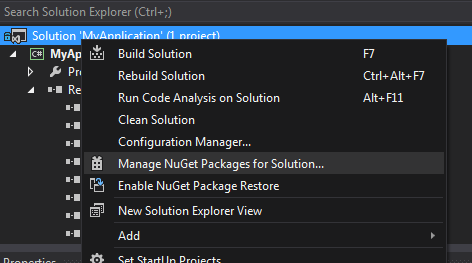 Search Solution Explorer (Ctrl+;)
Solution 'MyApplication' (1 project)
MyAp
Pro
Re
Build Solution F7
Rebuild Solution Ctrl+Alt+F7
Run Code Analysis on Solution Alt+F11
Clean Solution
Configuration Manager...
Manage NuGet Packages for Solution...
Enable NuGet Package Restore
New Solution Explorer View
Add
Set StartUp Projects
Properties